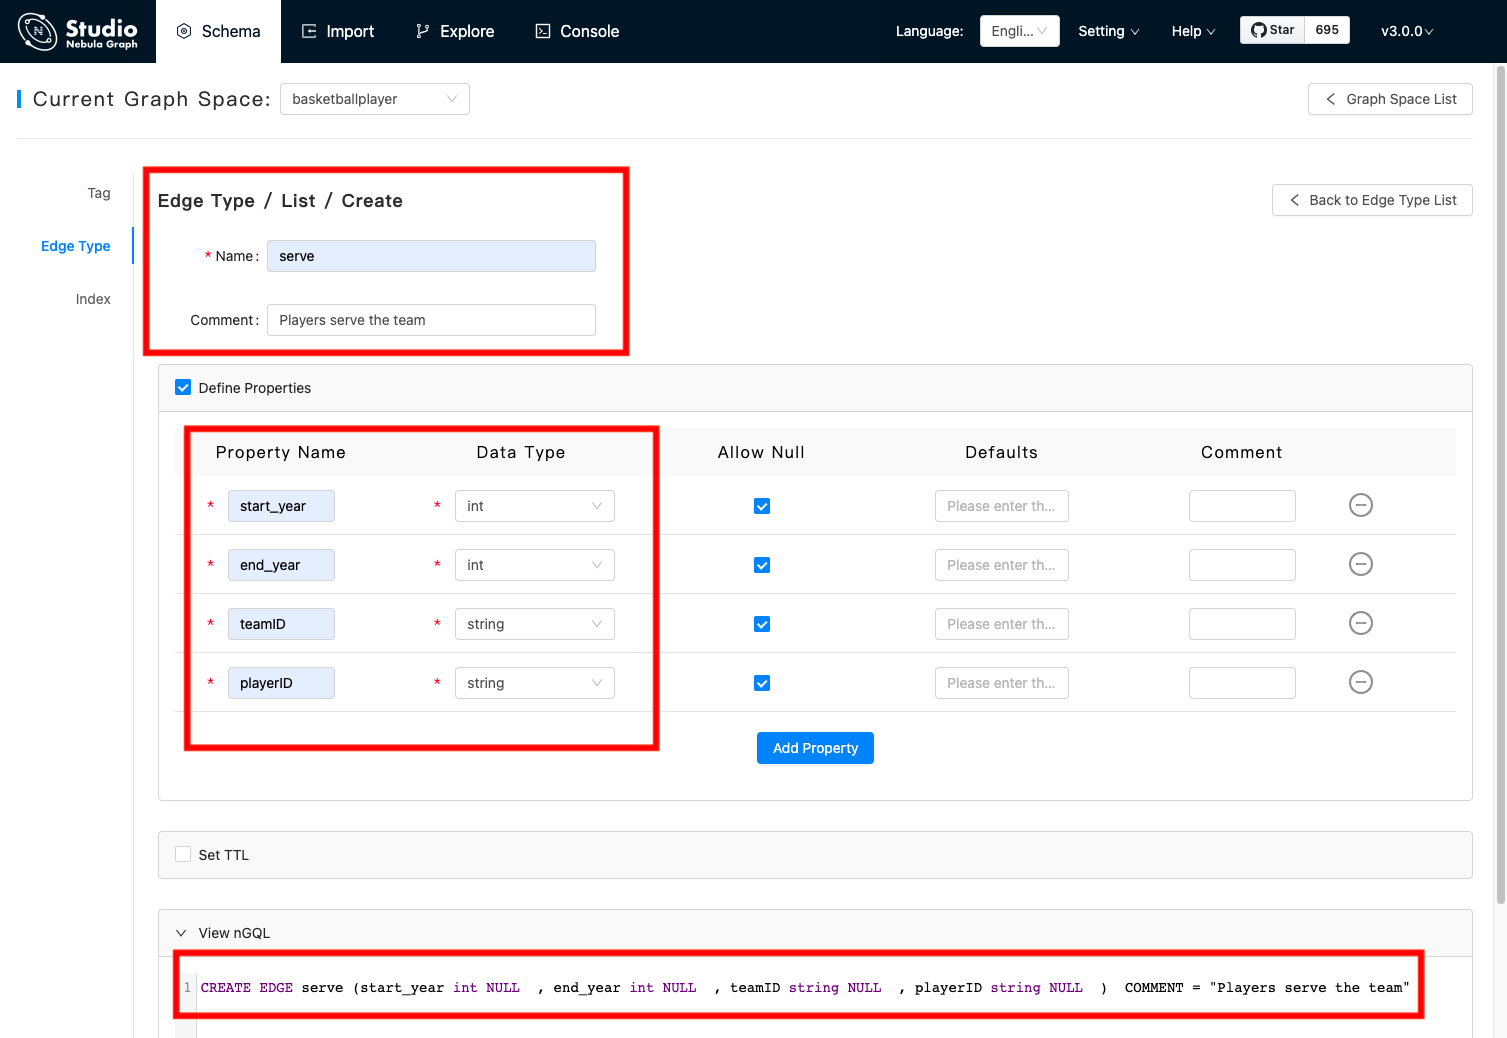 Studio
Nebula Graph
Schema
Import
Explore
Console
Language:
Engli...
Setting
Help
Star
695
v3.0.0
Current Graph Space:
basketballplayer
Graph Space List
Tag
Edge Type
Index
Edge Type / List / Create
Back to Edge Type List
* Name:
serve
Comment:
Players serve the team
Define Properties
Property Name
Data Type
Allow Null
Defaults
Comment
* start_year
* int
Please enter th...
* end_year
* int
Please enter th...
* teamID
* string
Please enter th...
* playerID
* string
Please enter th...
Add Property
Set TTL
View nGQL
1 CREATE EDGE serve (start_year int NULL , end_year int NULL , teamID string NULL , playerID string NULL ) COMMENT = "Players serve the team"